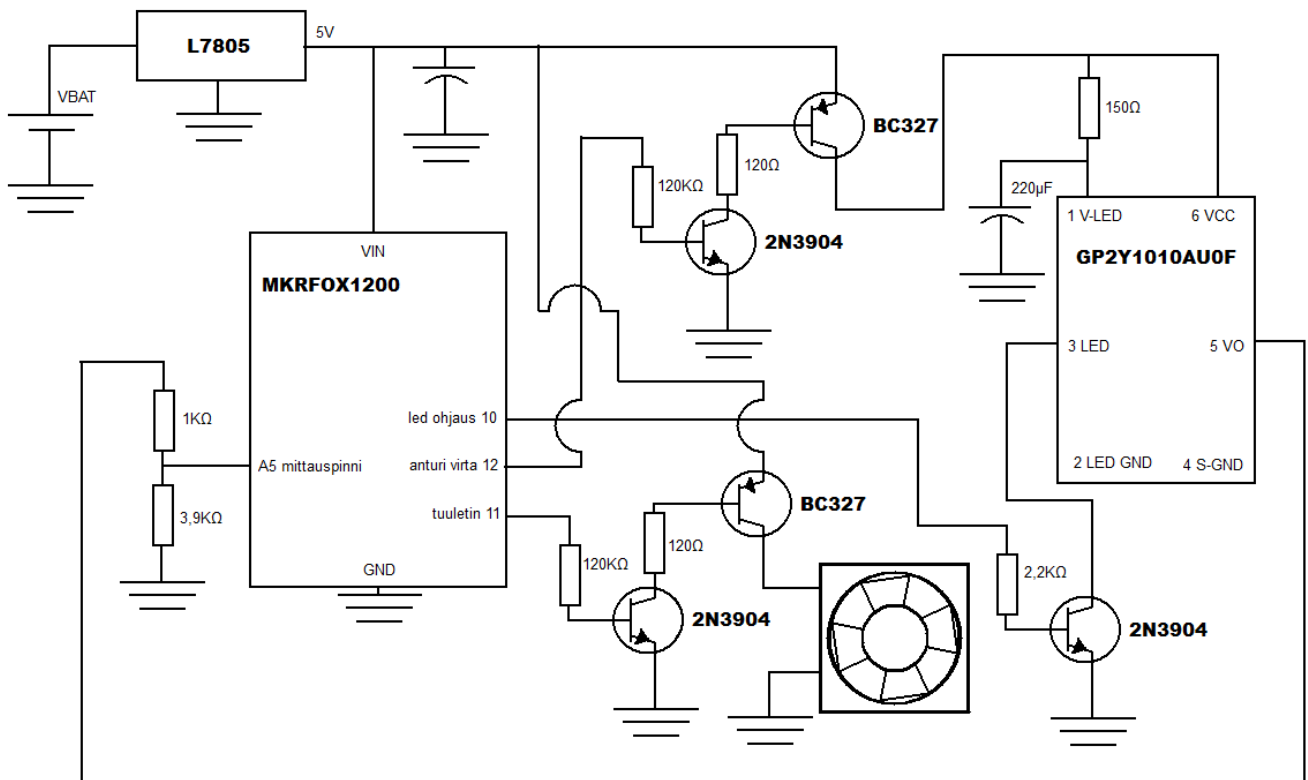 L7805
5V
VBAT
BC327
150Ω
120Ω
120KΩ
220µF
2N3904
1 V-LED
6 VCC
GP2Y1010AU0F
VIN
MKRFOX1200
3 LED
5 VO
1KΩ
led ohjaus 10
A5 mittauspinni
anturi virta 12
2 LED GND
4 S-GND
3,9KΩ
tuuletin 11
BC327
120Ω
120KΩ
GND
2N3904
2,2KΩ
2N3904